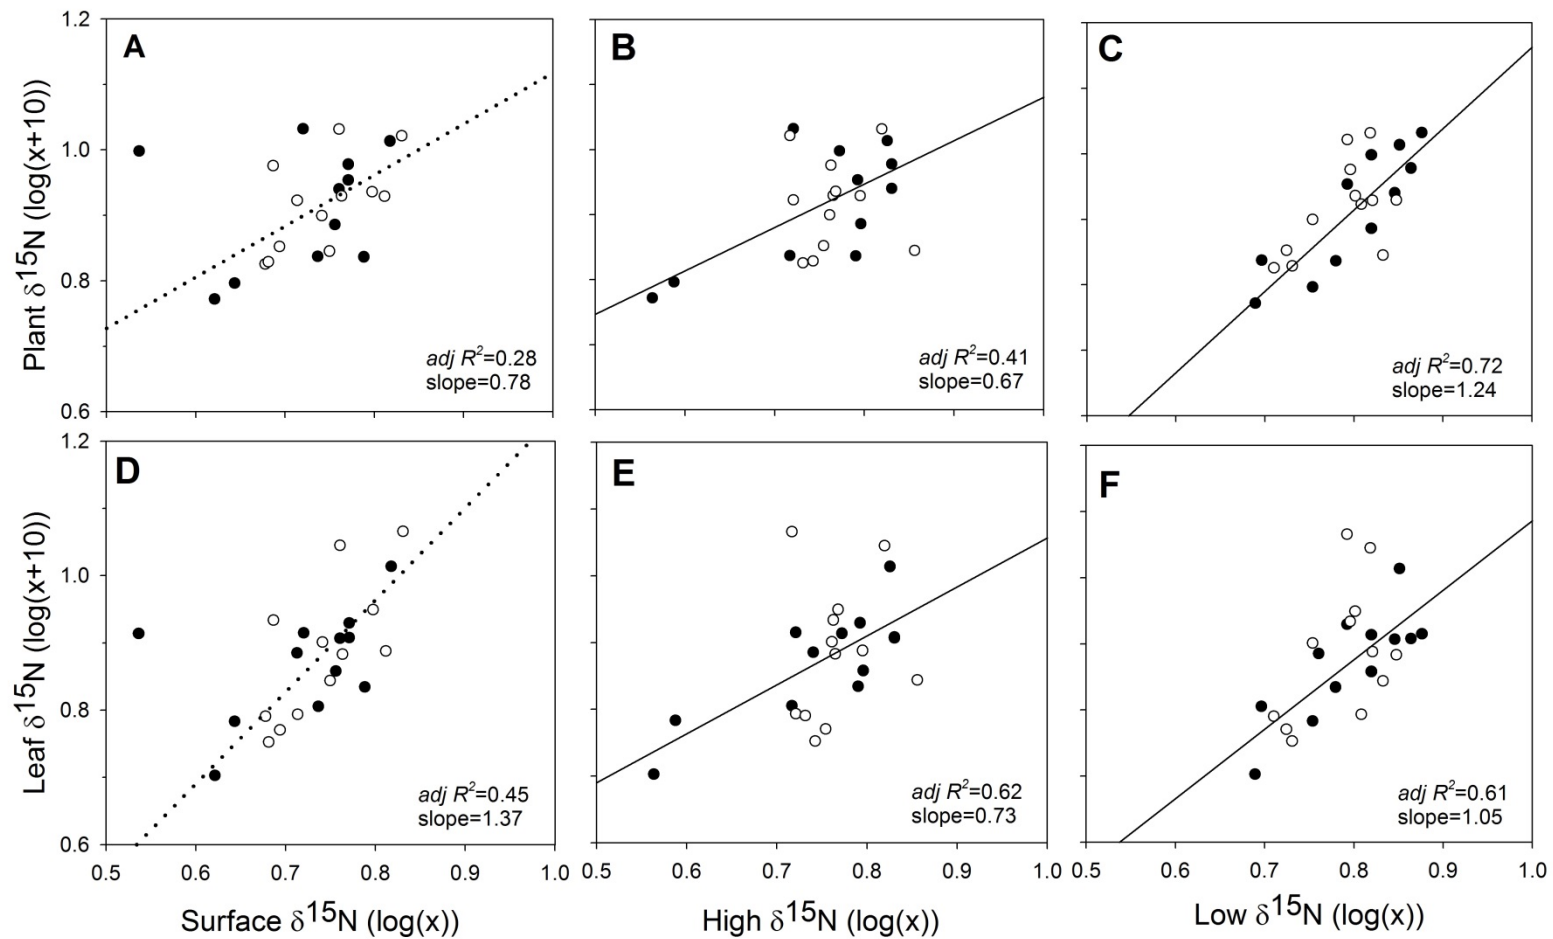 A
B
C
Plant δ15N (log(x+10))
1.2
1.0
0.8
0.6
adj R2=0.28
slope=0.78
adj R2=0.41
slope=0.67
adj R2=0.72
slope=1.24
D
E
F
Leaf δ15N (log(x+10))
1.2
1.0
0.8
0.6
adj R2=0.45
slope=1.37
adj R2=0.62
slope=0.73
adj R2=0.61
slope=1.05
0.5 0.6 0.7 0.8 0.9 1.0
0.5 0.6 0.7 0.8 0.9 1.0
0.5 0.6 0.7 0.8 0.9 1.0
Surface δ15N (log(x))
High δ15N (log(x))
Low δ15N (log(x))